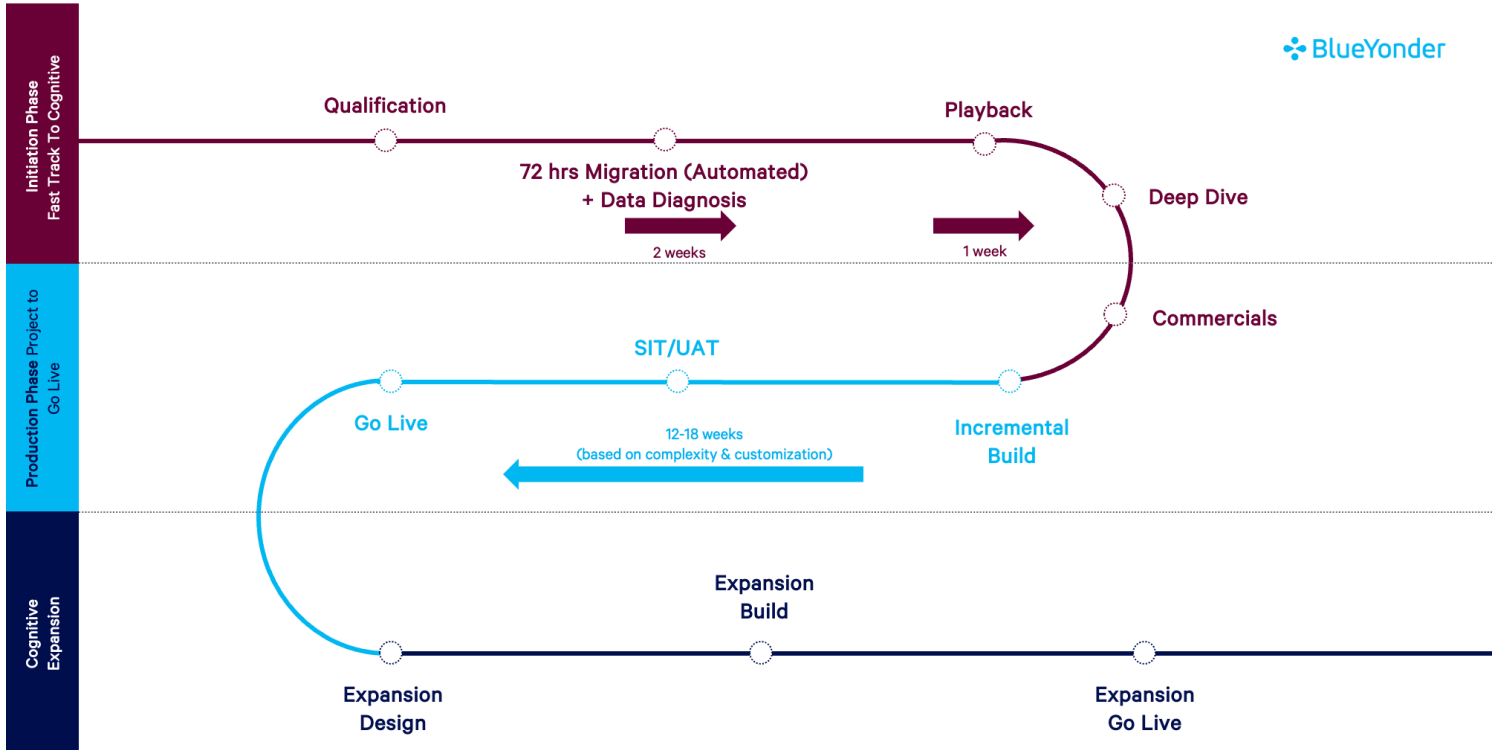 BlueYonder
Initiation Phase
Fast Track To Cognitive
Qualification
72 hrs Migration (Automated)
+ Data Diagnosis
2 weeks
Playback
1 week
Deep Dive
Commercials
Production Phase Project to
Go Live
Incremental
Build
SIT/UAT
12-18 weeks
(based on complexity & customization)
Go Live
Cognitive
Expansion
Expansion
Design
Expansion
Build
Expansion
Go Live